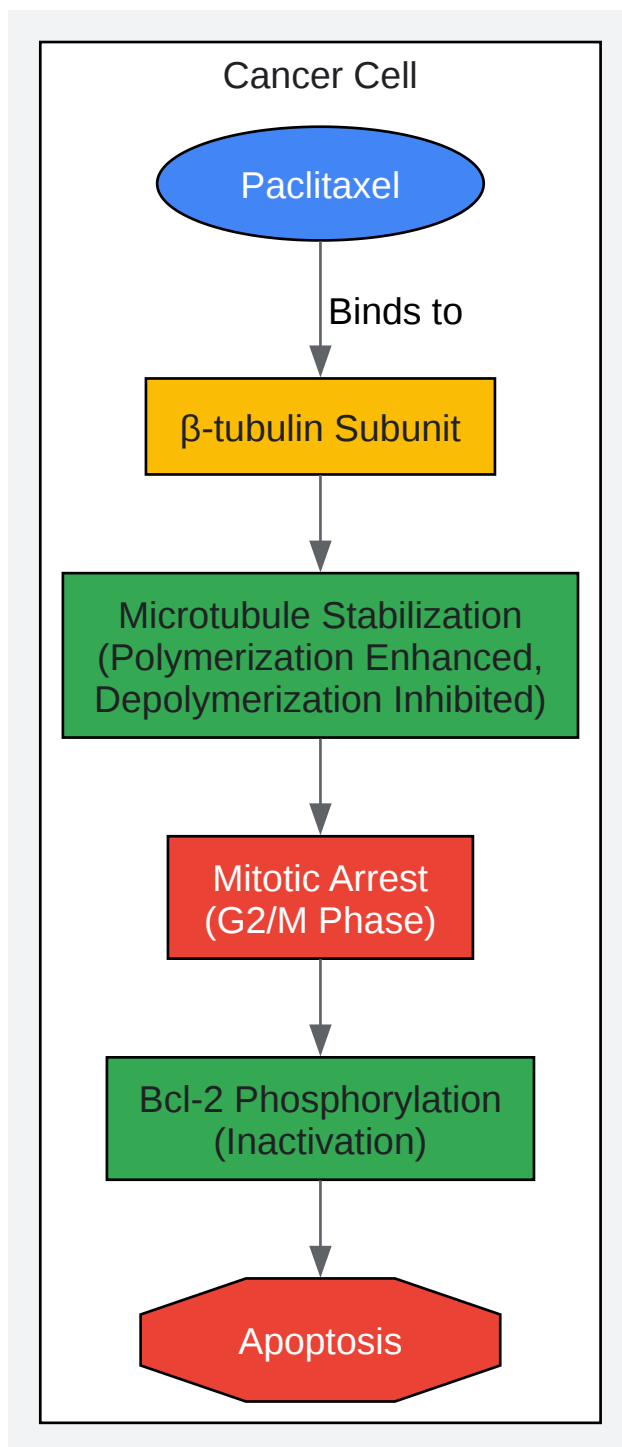 Cancer Cell
Paclitaxel
Binds to
β-tubulin Subunit
Microtubule Stabilization
(Polymerization Enhanced,
Depolymerization Inhibited)
Mitotic Arrest
(G2/M Phase)
Bcl-2 Phosphorylation
(Inactivation)
Apoptosis